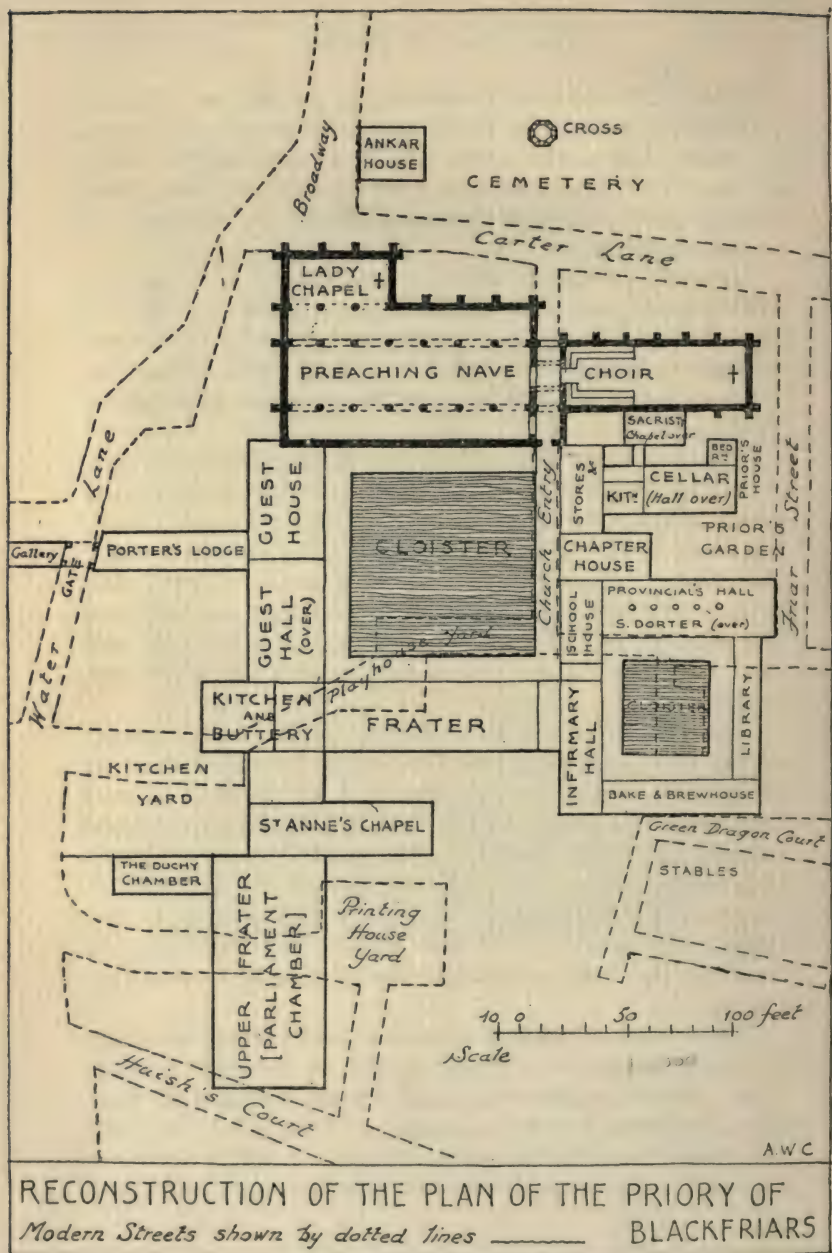 CROSS
ANKAR
HOUSE
CEMETERY
Broadway
Carter Lane
LADY
CHAPEL
PREACHING NAVE
CHOIR
SACRIST
Chapel over
BED
PRIOR'S
HOUSE
CELLAR
(Hall over)
KITN
STORES &c
GUEST
HOUSE
CLOISTER
Church Entry
PRIOR'S
GARDEN
Friar Street
Lane
Gallery
GATE
PORTER'S LODGE
CHAPTER
HOUSE
PROVINCIAL'S HALL
S. DORTER (over)
SCHOOL
HOUSE
GUEST
HALL
(OVER)
Playhouse Yard
Water
KITCHEN
AND
BUTTERY
FRATER
INFIRMARY
HALL
CLOISTER
LIBRARY
KITCHEN
YARD
BAKE & BREWHOUSE
ST ANNE'S CHAPEL
Green Dragon Court
THE DUCHY
CHAMBER
STABLES
UPPER FRATER
[PARLIAMENT
CHAMBER]
Printing
House
Yard
10 0 50 100 feet
Scale
Huish's Court
A.W.C
RECONSTRUCTION OF THE PLAN OF THE PRIORY OF
Modern Streets shown by dotted lines BLACKFRIARS